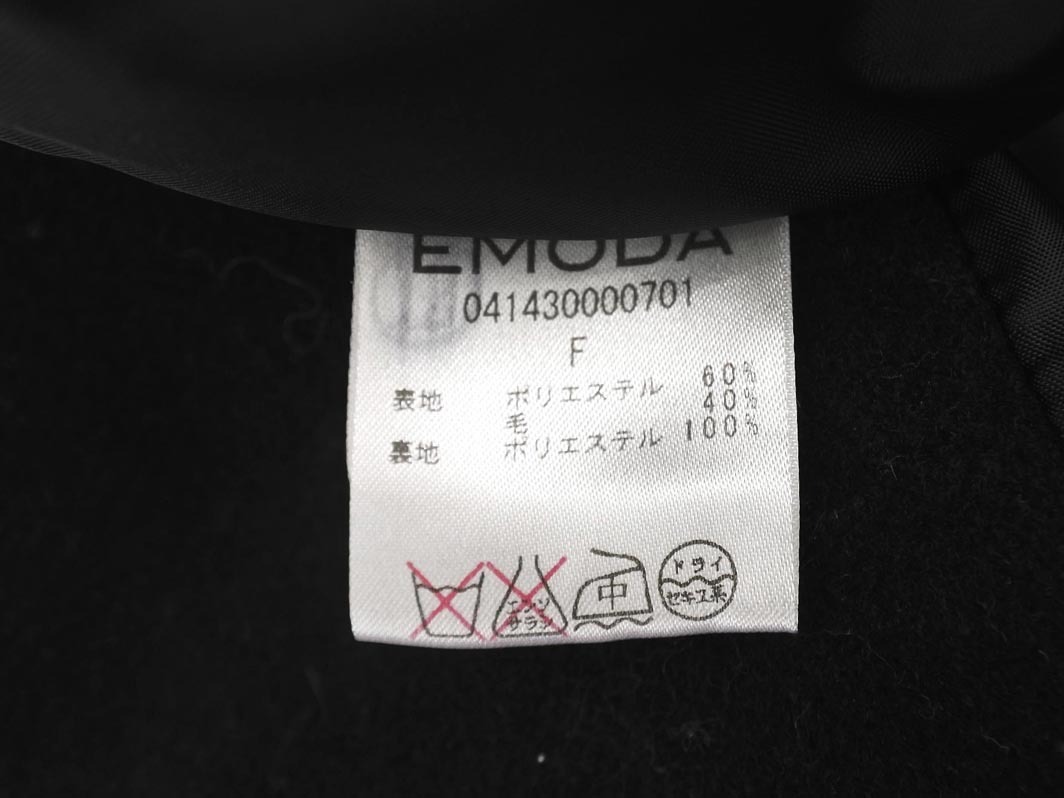 EMODA
041430000701
F
表地 ポリエステル 60%
毛 40%
裏地 ポリエステル 100%
エンソ
サラシ
中
ドライ
セキユ系